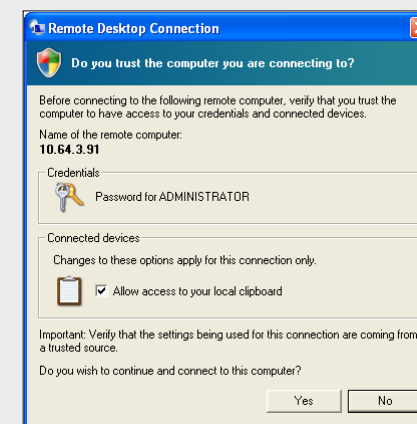 Remote Desktop Connection
Do you trust the computer you are connecting to?
Before connecting to the following remote computer, verify that you trust the
computer to have access to your credentials and connected devices.
Name of the remote computer:
10.64.3.91
Credentials
Password for ADMINISTRATOR
Connected devices
Changes to these options apply for this connection only.
Allow access to your local clipboard
Important: Verify that the settings being used for this connection are coming from
a trusted source.
Do you wish to continue and connect to this computer?
Yes
No